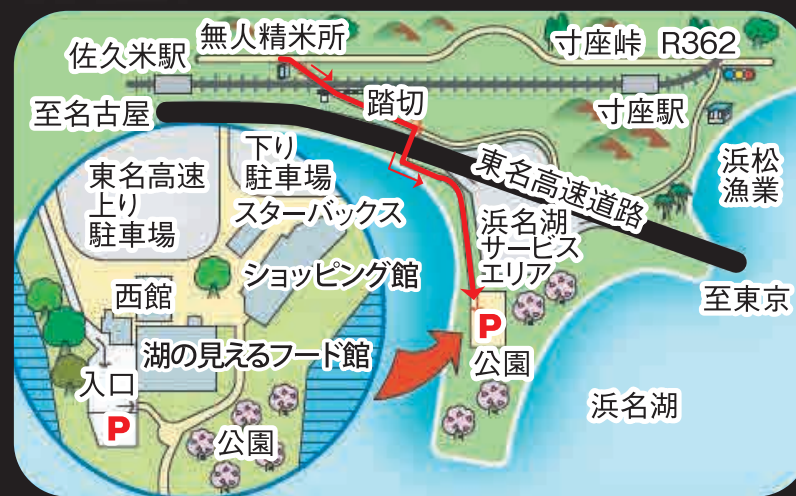 無人精米所
寸座峠 R362
佐久米駅
至名古屋
踏切
寸座駅
東名高速
上り
駐車場
下り
駐車場
スターバックス
東名高速道路
浜松
漁業
浜名湖
サービス
エリア
ショッピング館
西館
至東京
湖の見えるフード館
入口
P
公園
P
公園
浜名湖